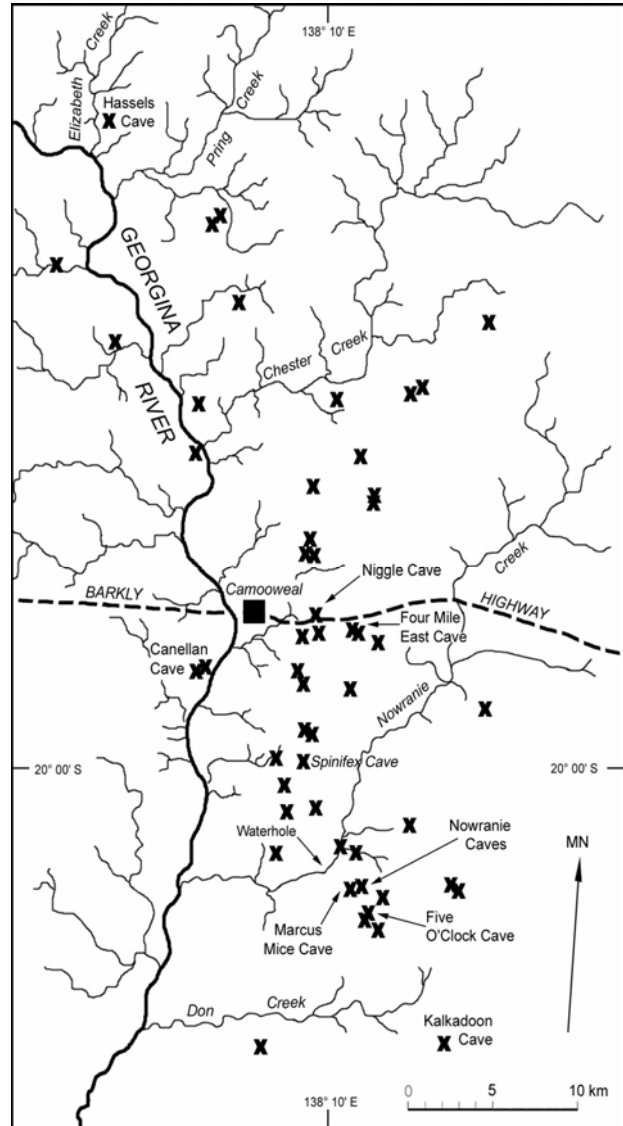 138° 10' E
Creek
Elizabeth
Hassels
Cave
Creek
Pring
GEORGINA
RIVER
Chester Creek
Creek
Niggle Cave
Camooweal
BARKLY
HIGHWAY
Four Mile
East Cave
Canellan
Cave
Nowranie
20° 00' S
Spinifex Cave
20° 00' S
Waterhole
Nowranie
Caves
MN
Marcus
Mice Cave
Five
O'Clock Cave
Don Creek
Kalkadoon
Cave
138° 10' E
0 5 10 km